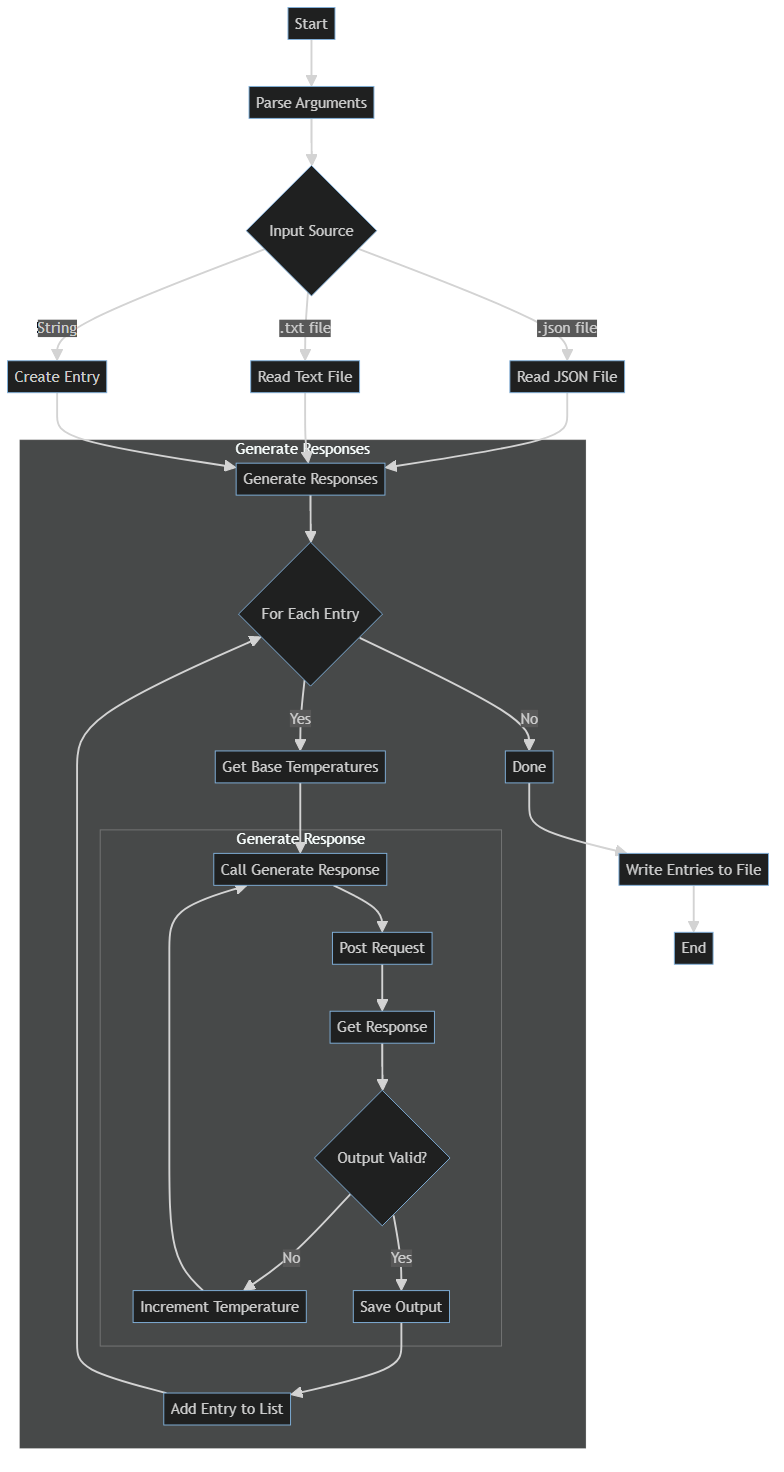 Start
Parse Arguments
Input Source
String
.txt file
.json file
Create Entry
Read Text File
Read JSON File
Generate Responses
Generate Responses
For Each Entry
Yes
No
Get Base Temperatures
Done
Generate Response
Call Generate Response
Write Entries to File
Post Request
End
Get Response
Output Valid?
No
Yes
Increment Temperature
Save Output
Add Entry to List